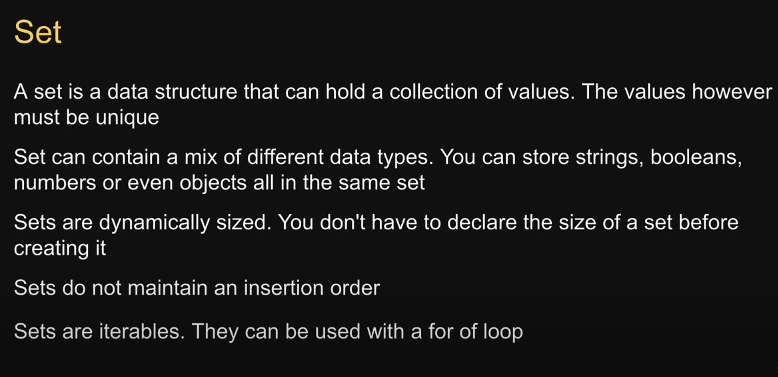 Set
A set is a data structure that can hold a collection of values. The values however
must be unique
Set can contain a mix of different data types. You can store strings, booleans,
numbers or even objects all in the same set
Sets are dynamically sized. You don't have to declare the size of a set before
creating it
Sets do not maintain an insertion order
Sets are iterables. They can be used with a for of loop